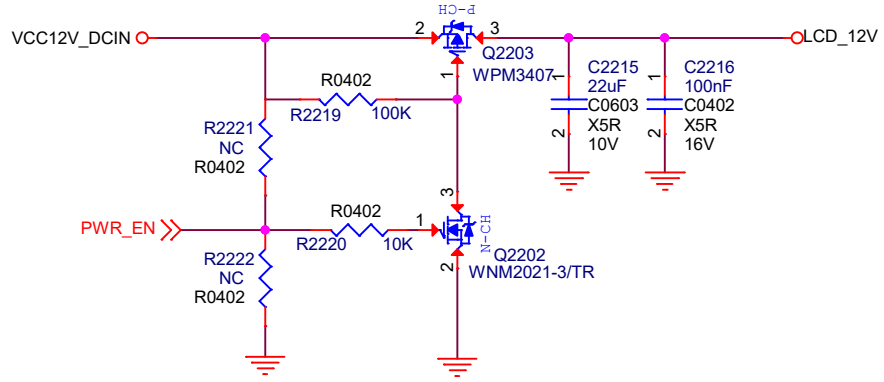 P-CH
VCC12V_DCIN
2
3
LCD_12V
Q2203
WPM3407
1
R0402
R2219
100K
C2215
22uF
C0603
X5R
10V
1
2
C2216
100nF
C0402
X5R
16V
1
2
R2221
NC
R0402
PWR_EN
R0402
R2220
10K
1
3
N-CH
2
Q2202
WNM2021-3/TR
R2222
NC
R0402